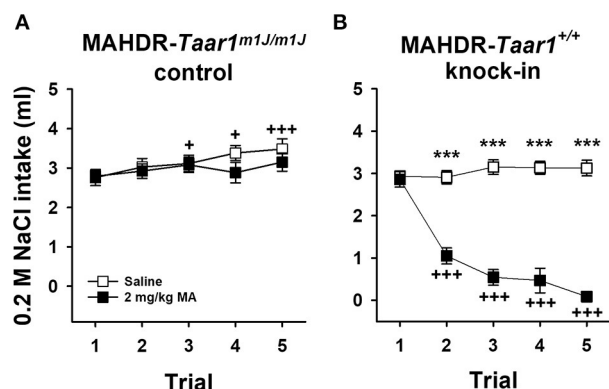 A
MAHDR-Taar1m1J/m1J
control
0.2 M NaCl intake (ml)
5
4
3
2
1
0
+
+
+++
Saline
2 mg/kg MA
1 2 3 4 5
Trial
B
MAHDR-Taar1+/+
knock-in
5
4
3
2
1
0
*** *** *** ***
+++
+++
+++
+++
1 2 3 4 5
Trial